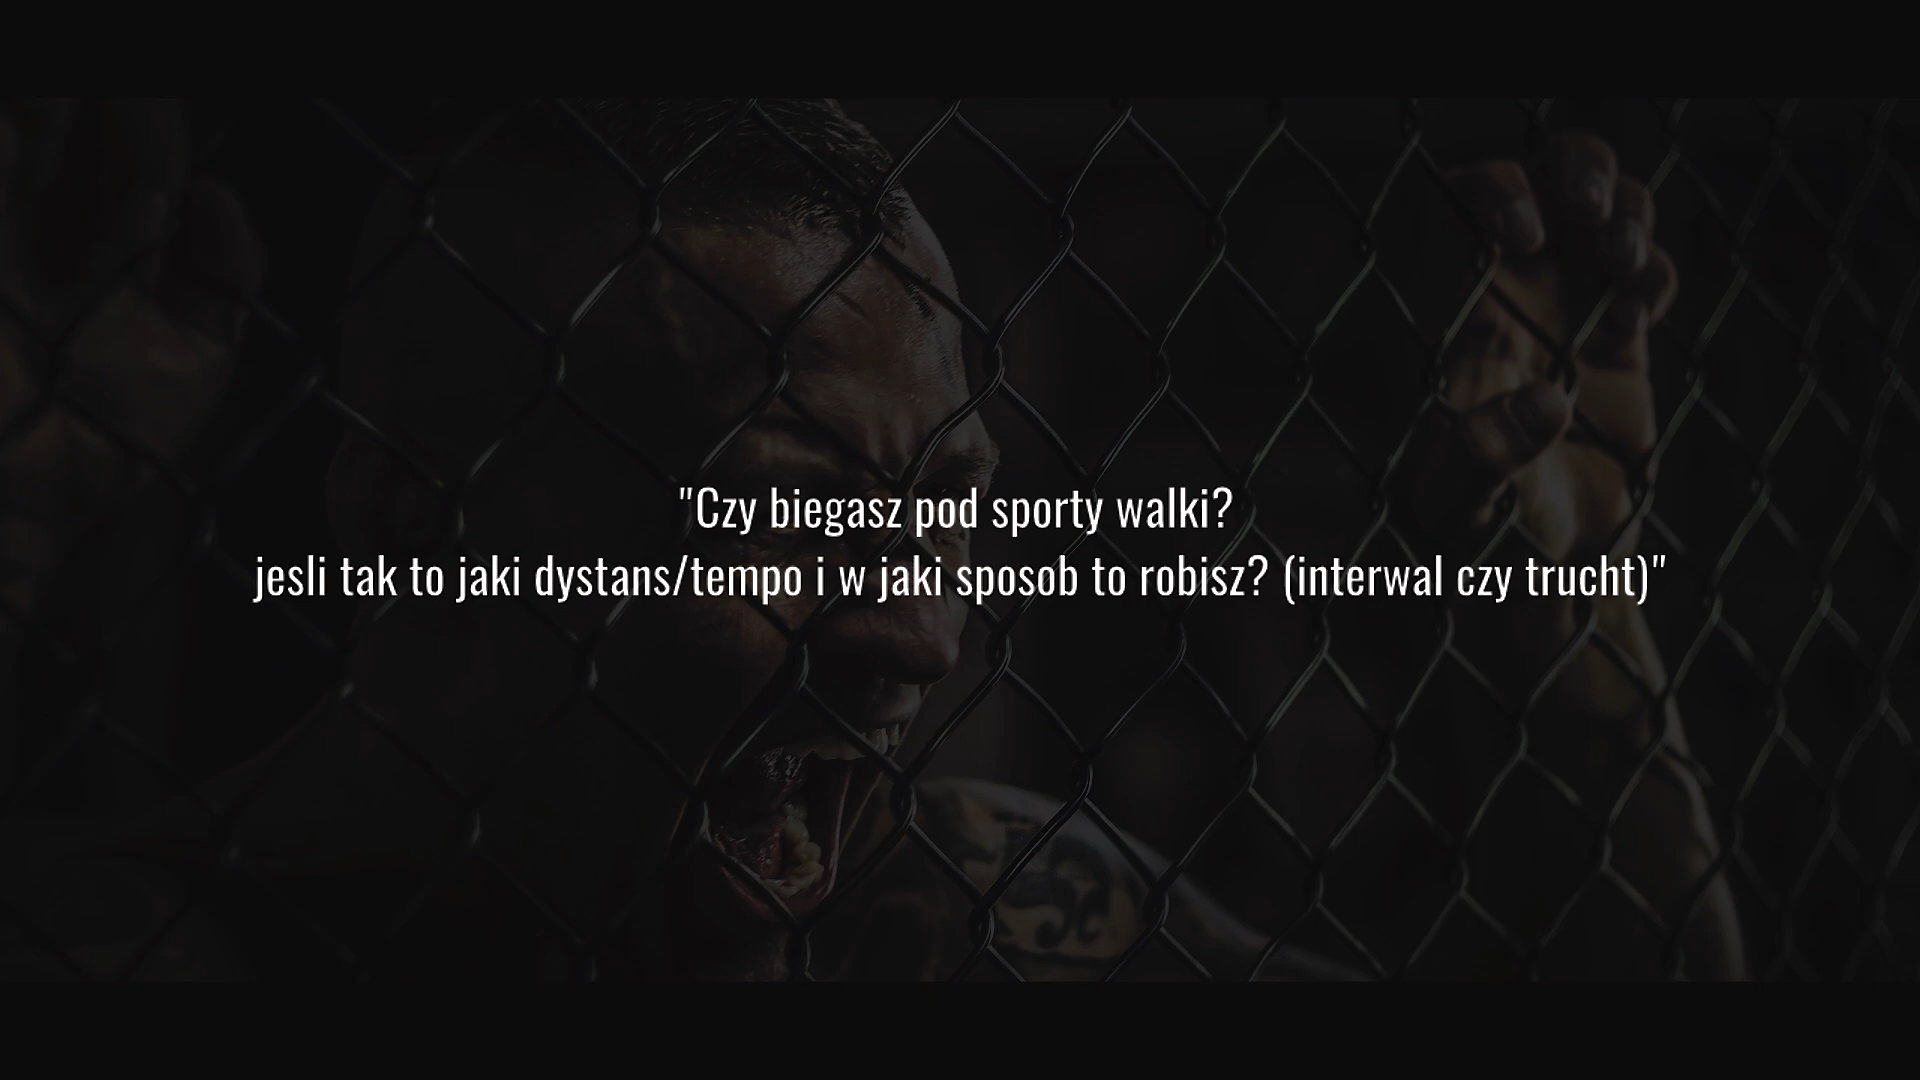 "Czy biegasz pod sporty walki?
jesli tak to jaki dystans/tempo i w jaki sposob to robisz? (interwal czy trucht)"